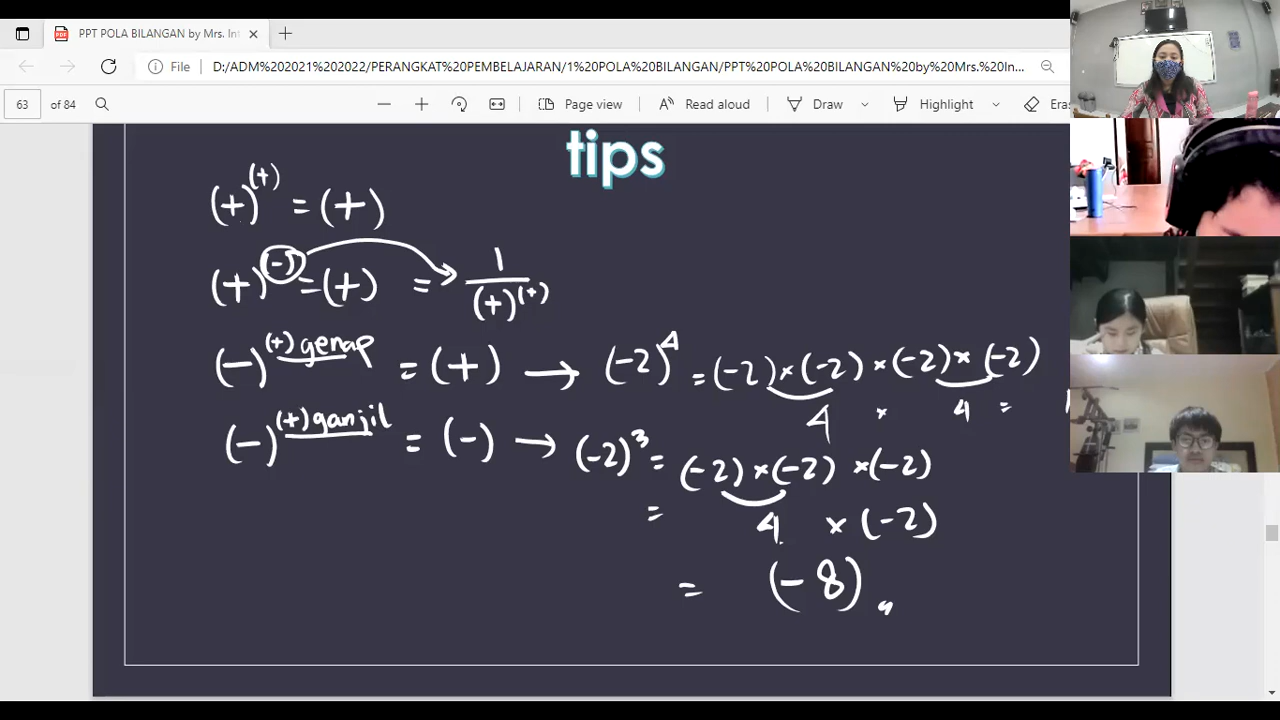 PPT POLA BILANGAN by Mrs. Int
File D:/ADM%202021%202022/PERANGKAT%20PEMBELAJARAN/1%20POLA%20BILANGAN/PPT%20POLA%20BILANGAN%20by%20Mrs.%20In...
63 of 84 Page view Read aloud Draw Highlight Eras
tips
(+)^(+) = (+)
(+)^(-) = (+) = 1/(+)^(+)
(-)^(+) genap = (+) → (-2)^4 = (-2) × (-2) × (-2) × (-2)
4 × 4 =
(-)^(+) ganjil = (-) → (-2)^3 = (-2) × (-2) × (-2)
= 4 × (-2)
= (-8)